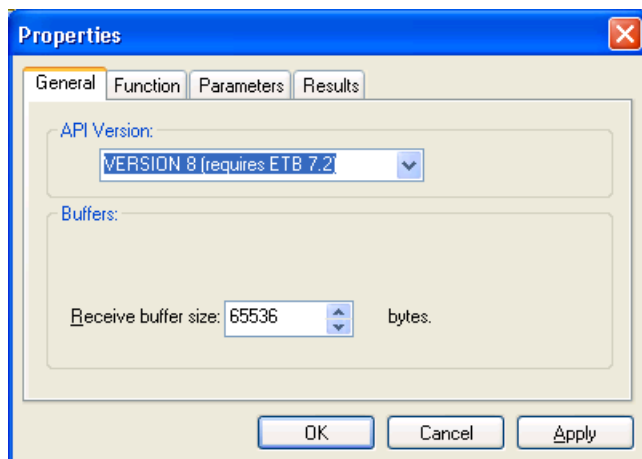 Properties
General Function Parameters Results
API Version:
VERSION 8 (requires ETB 7.2)
Buffers:
Receive buffer size: 65536 bytes.
OK Cancel Apply